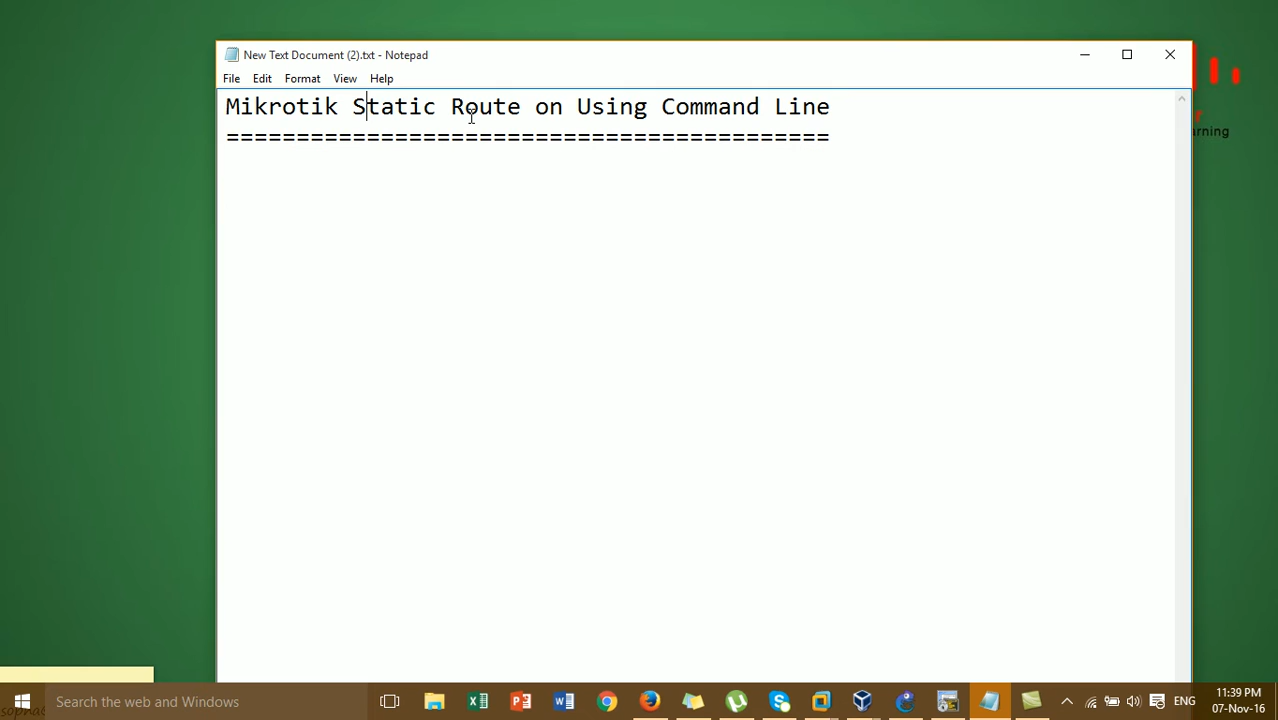 New Text Document (2).txt - Notepad
File Edit Format View Help
Mikrotik Static Route on Using Command Line
===========================================
arning
Search the web and Windows
ENG
11:39 PM
07-Nov-16